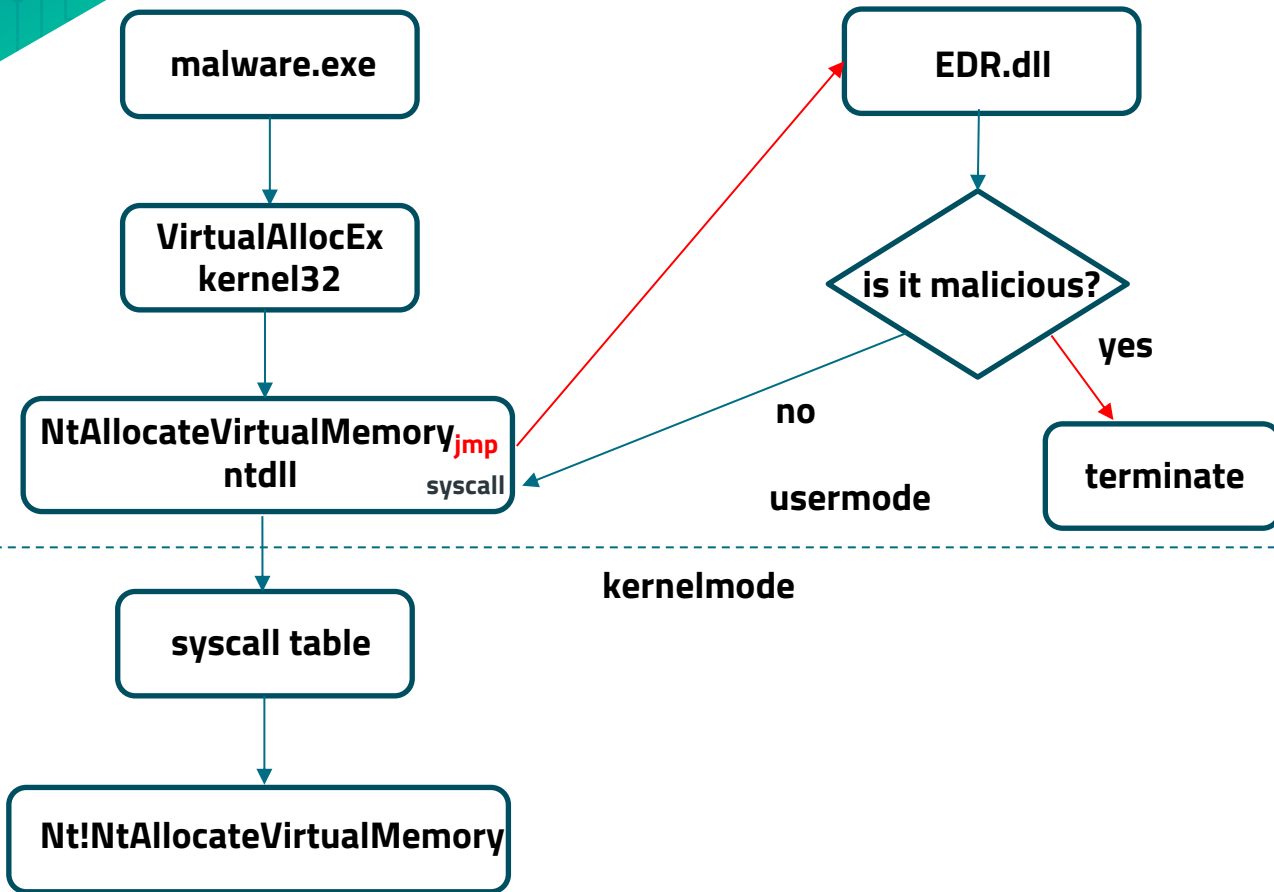 malware.exe
EDR.dll
VirtualAllocEx
kernel32
is it malicious?
yes
no
NtAllocateVirtualMemory jmp
ntdll
syscall
usermode
terminate
kernelmode
syscall table
Nt!NtAllocateVirtualMemory